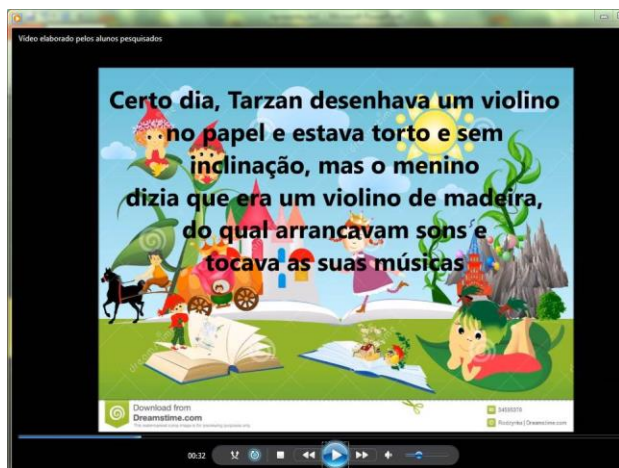 Vídeo elaborado pelos alunos pesquisados
Certo dia, Tarzan desenhava um violino
no papel e estava torto e sem
inclinação, mas o menino
dizia que era um violino de madeira,
do qual arrancavam sons e
tocava as suas músicas
Download from
Dreamstime.com
00:32